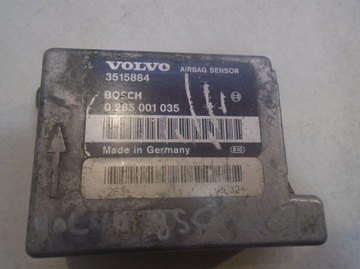 VOLVO AIRBAG SENSOR
3515884
BOSCH
0 285 001 035
Made in Germany